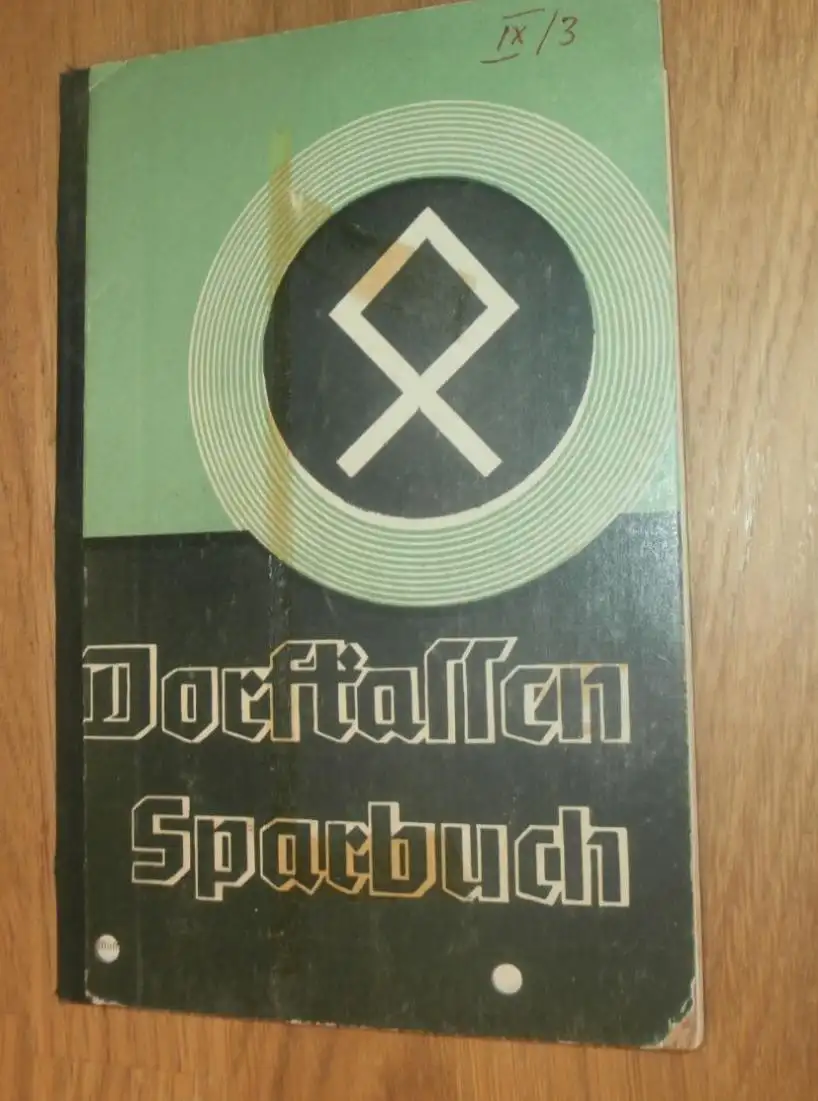 IX/3
Dorfkassen
Sparbuch